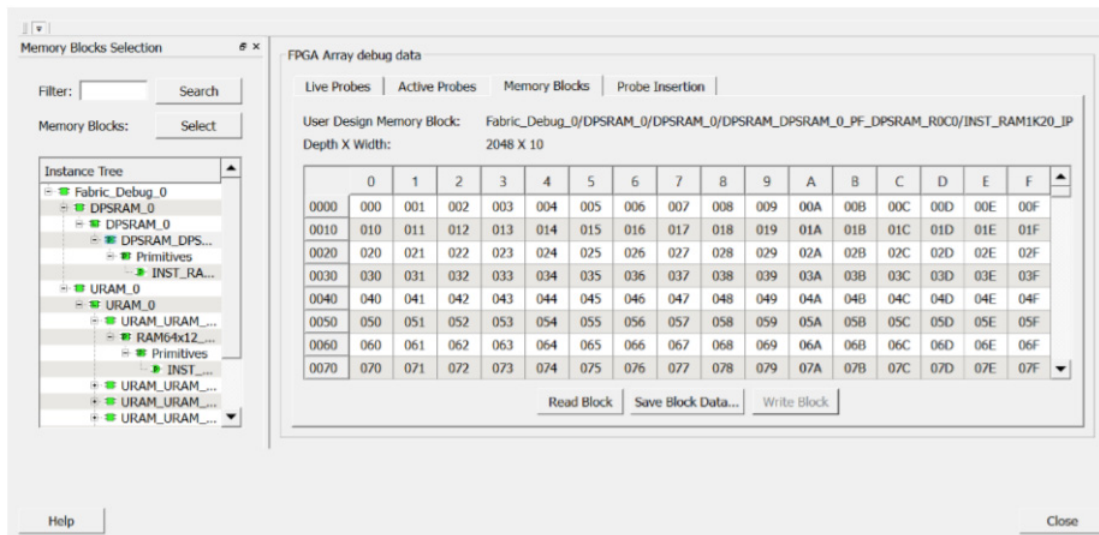 Memory Blocks Selection
Filter:
Search
Memory Blocks:
Select
Instance Tree
Fabric_Debug_0
DPSRAM_0
DPSRAM_0
DPSRAM_DPS...
Primitives
INST_RA...
URAM_0
URAM_0
URAM_URAM_...
RAM64x12_...
Primitives
INST_...
URAM_URAM_...
URAM_URAM_...
URAM_URAM_...
FPGA Array debug data
Live Probes Active Probes Memory Blocks Probe Insertion
User Design Memory Block: Fabric_Debug_0/DPSRAM_0/DPSRAM_0/DPSRAM_DPSRAM_0_PF_DPSRAM_R0C0/INST_RAM1K20_IP
Depth X Width: 2048 X 10
0 1 2 3 4 5 6 7 8 9 A B C D E F
0000 000 001 002 003 004 005 006 007 008 009 00A 00B 00C 00D 00E 00F
0010 010 011 012 013 014 015 016 017 018 019 01A 01B 01C 01D 01E 01F
0020 020 021 022 023 024 025 026 027 028 029 02A 02B 02C 02D 02E 02F
0030 030 031 032 033 034 035 036 037 038 039 03A 03B 03C 03D 03E 03F
0040 040 041 042 043 044 045 046 047 048 049 04A 04B 04C 04D 04E 04F
0050 050 051 052 053 054 055 056 057 058 059 05A 05B 05C 05D 05E 05F
0060 060 061 062 063 064 065 066 067 068 069 06A 06B 06C 06D 06E 06F
0070 070 071 072 073 074 075 076 077 078 079 07A 07B 07C 07D 07E 07F
Read Block Save Block Data... Write Block
Help
Close